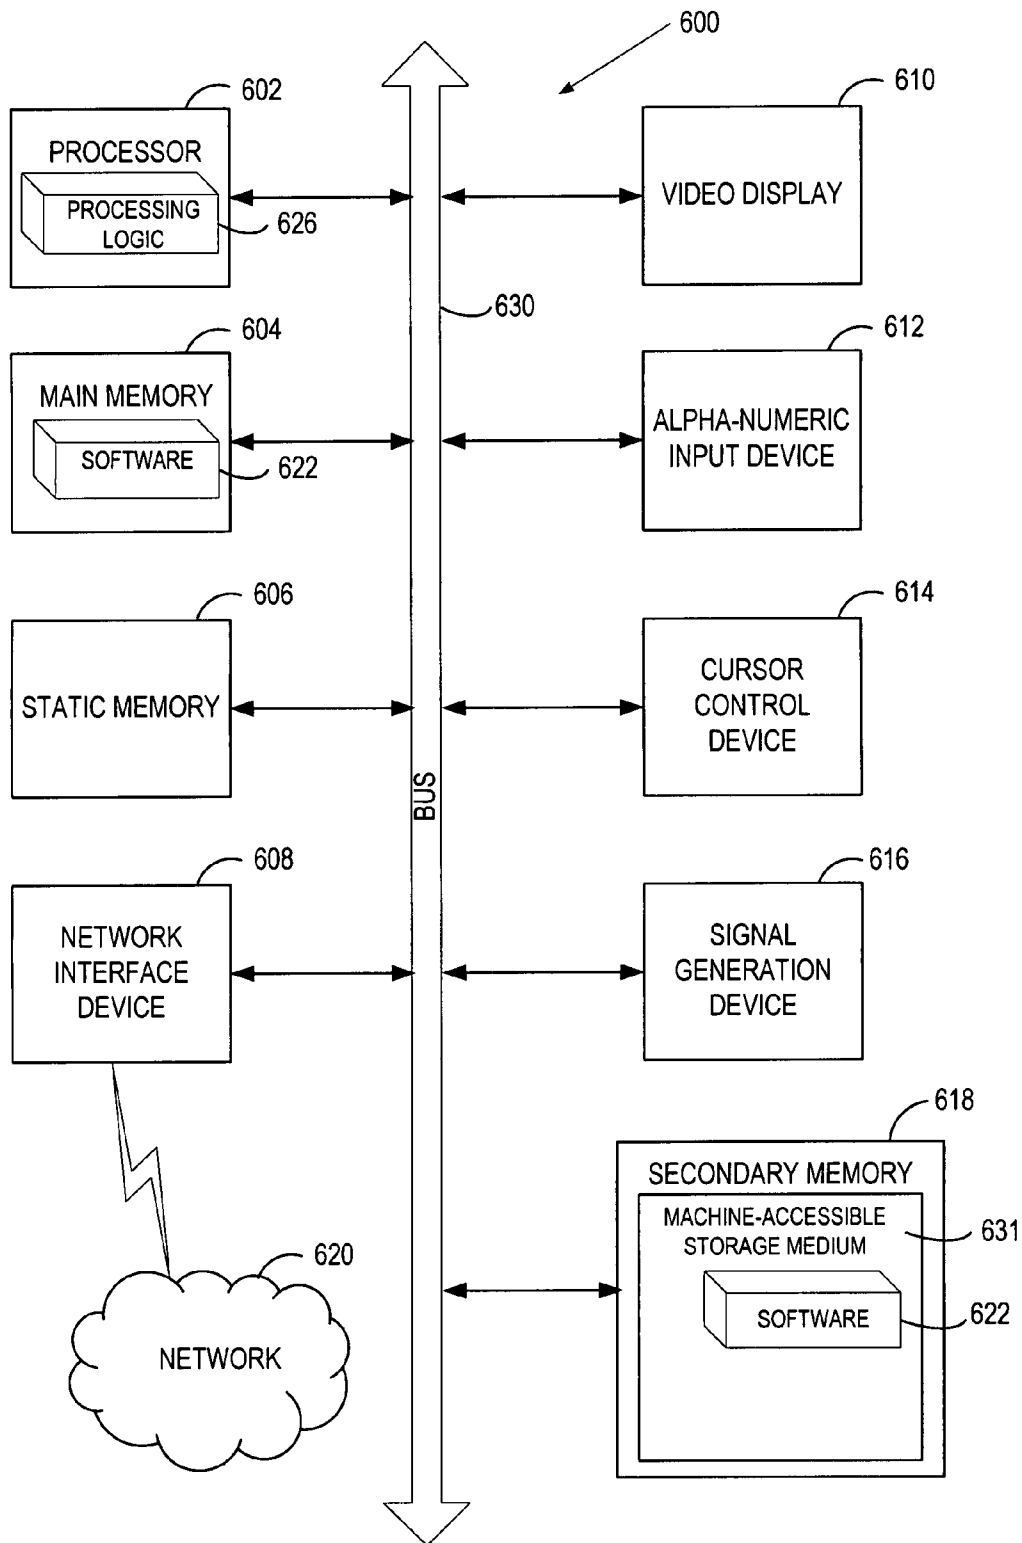 600
602
PROCESSOR
PROCESSING
LOGIC
626
610
VIDEO DISPLAY
630
604
MAIN MEMORY
SOFTWARE
622
612
ALPHA-NUMERIC
INPUT DEVICE
606
STATIC MEMORY
614
CURSOR
CONTROL
DEVICE
BUS
608
NETWORK
INTERFACE
DEVICE
616
SIGNAL
GENERATION
DEVICE
618
SECONDARY MEMORY
MACHINE-ACCESSIBLE
STORAGE MEDIUM
631
SOFTWARE
622
620
NETWORK